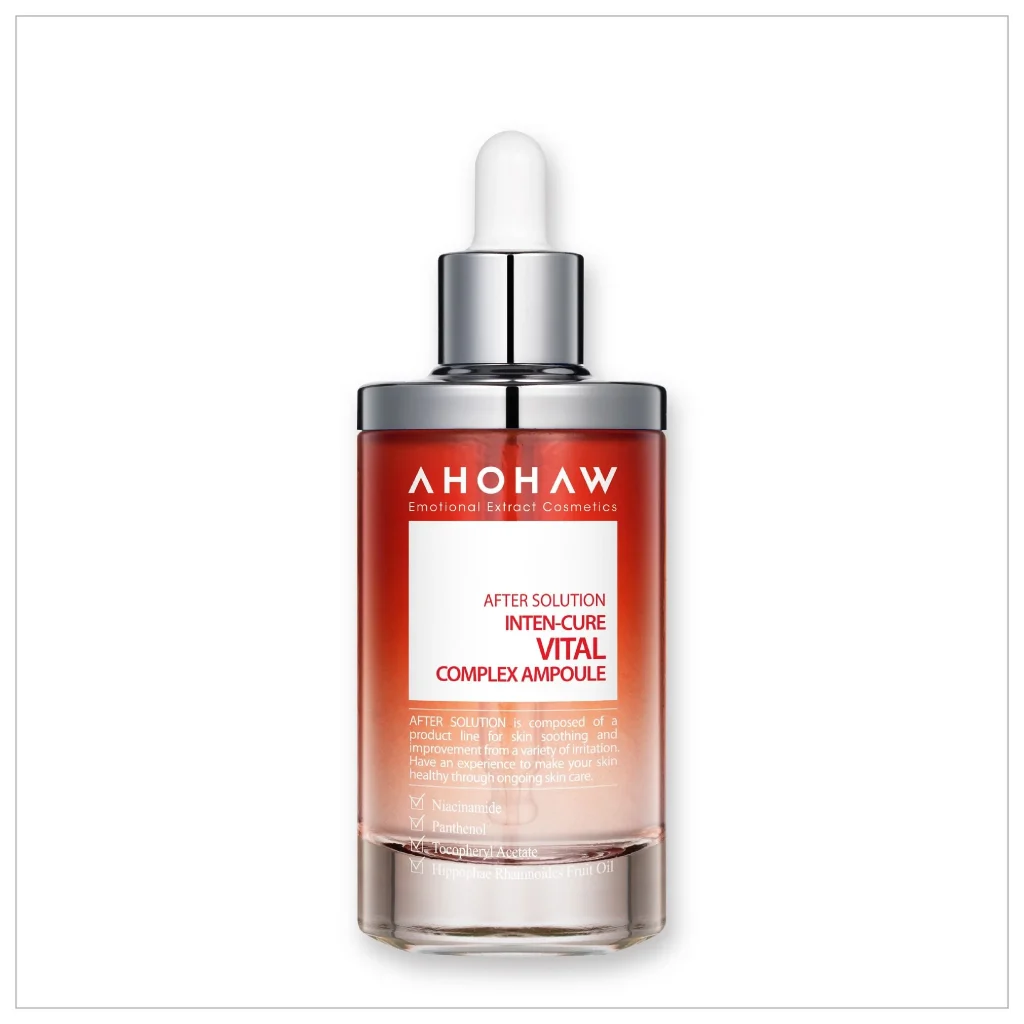 AHOHAW
Emotional Extract Cosmetics
AFTER SOLUTION
INTEN-CURE
VITAL
COMPLEX AMPOULE
AFTER SOLUTION is composed of a
product line for skin soothing and
improvement from a variety of irritation.
Have an experience to make your skin
healthy through ongoing skin care.
Niacinamide
Panthenol
Tocopheryl Acetate
Hippophae Rhamnoides Fruit Oil